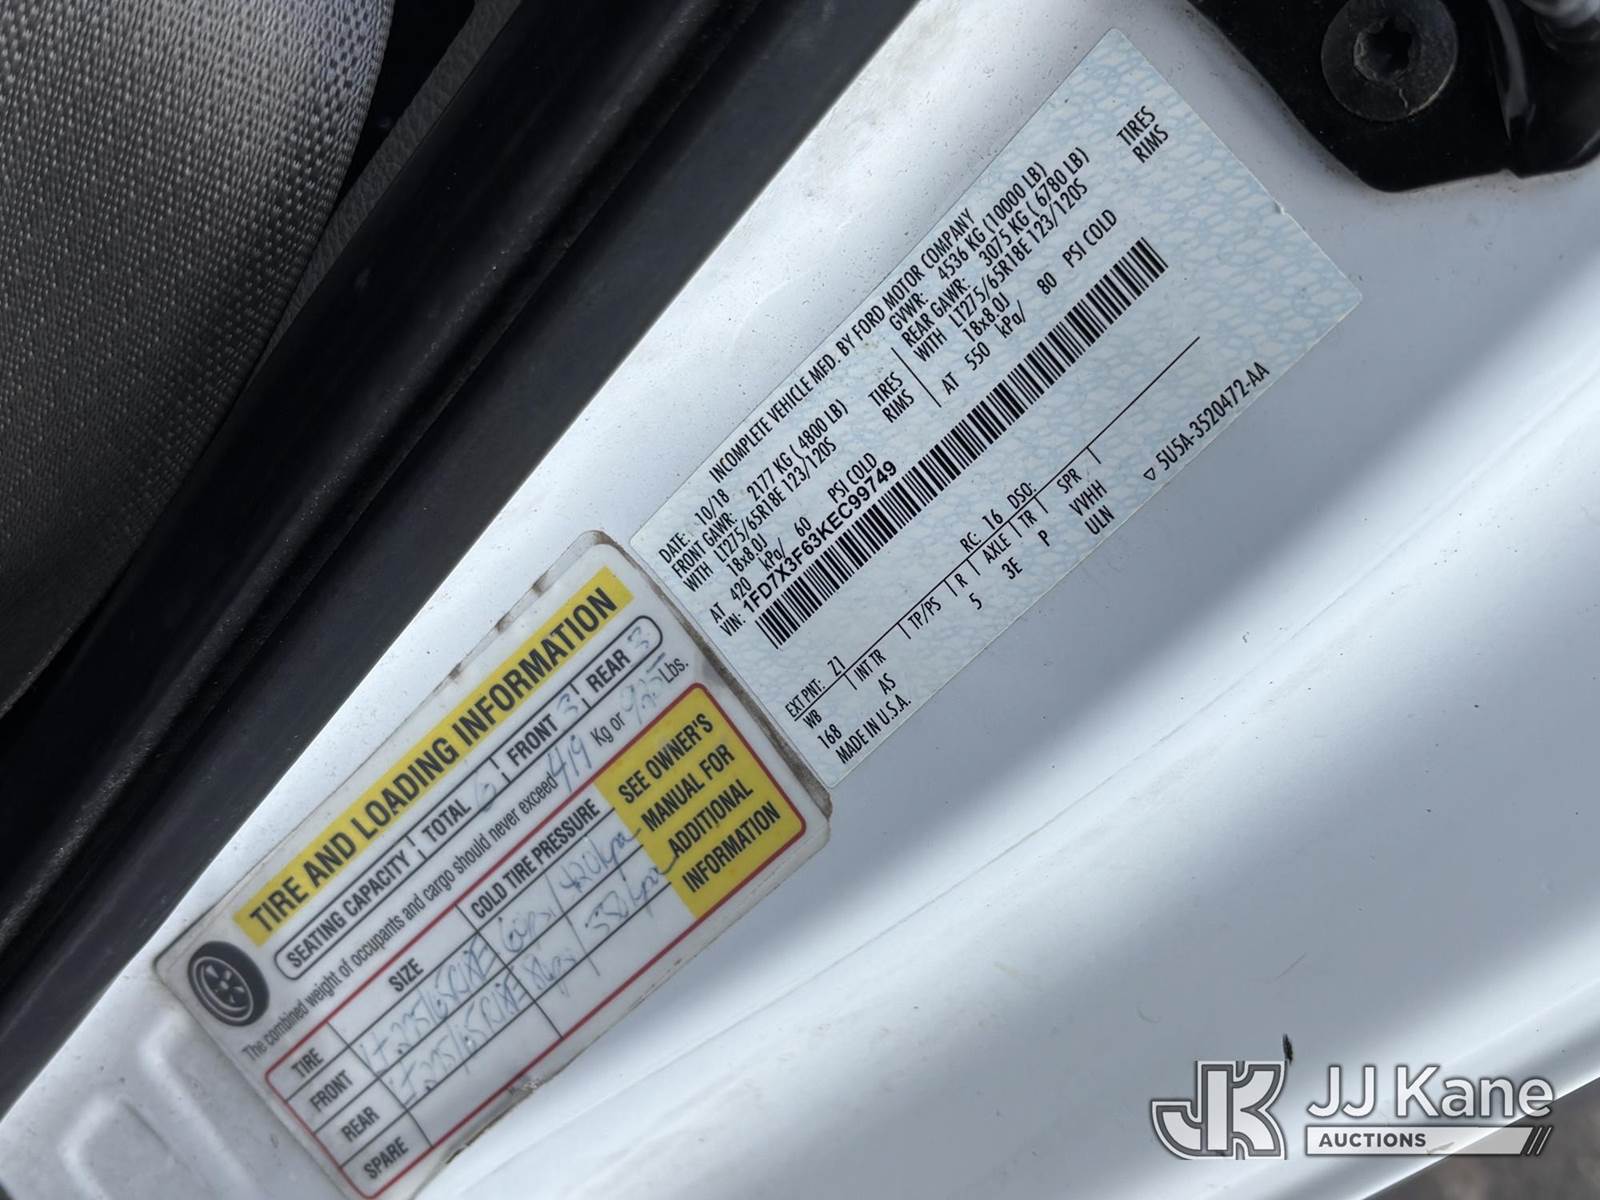 INCOMPLETE VEHICLE MFD. BY FORD MOTOR COMPANY
DATE: 10/18 GVWR: 4536 KG (10000 LB)
FRONT GAWR: 2177 KG ( 4800 LB) REAR GAWR: 3075 KG ( 6780 LB)
WITH LT275/65R18E 123/120S TIRES WITH LT275/65R18E 123/120S TIRES
18x8.0J RIMS 18x8.0J RIMS
AT 420 kPa/ 60 PSI COLD AT 550 kPa/ 80 PSI COLD
VIN: 1FD7X3F63KEC99749
EXT PNT: Z1 RC: 16 DSO:
WB INT TR TP/PS R AXLE TR SPR
168 AS 5 3E P VVHH
MADE IN U.S.A. ULN
▽ 5U5A-3520472-AA
TIRE AND LOADING INFORMATION
SEATING CAPACITY TOTAL 6 FRONT 3 REAR 3
The combined weight of occupants and cargo should never exceed 419 Kg or 925 Lbs.
TIRE SIZE COLD TIRE PRESSURE
FRONT 60psi 420kpa
REAR 80psi 550kpa
SPARE
SEE OWNER'S
MANUAL FOR
ADDITIONAL
INFORMATION
JK JJ Kane
AUCTIONS